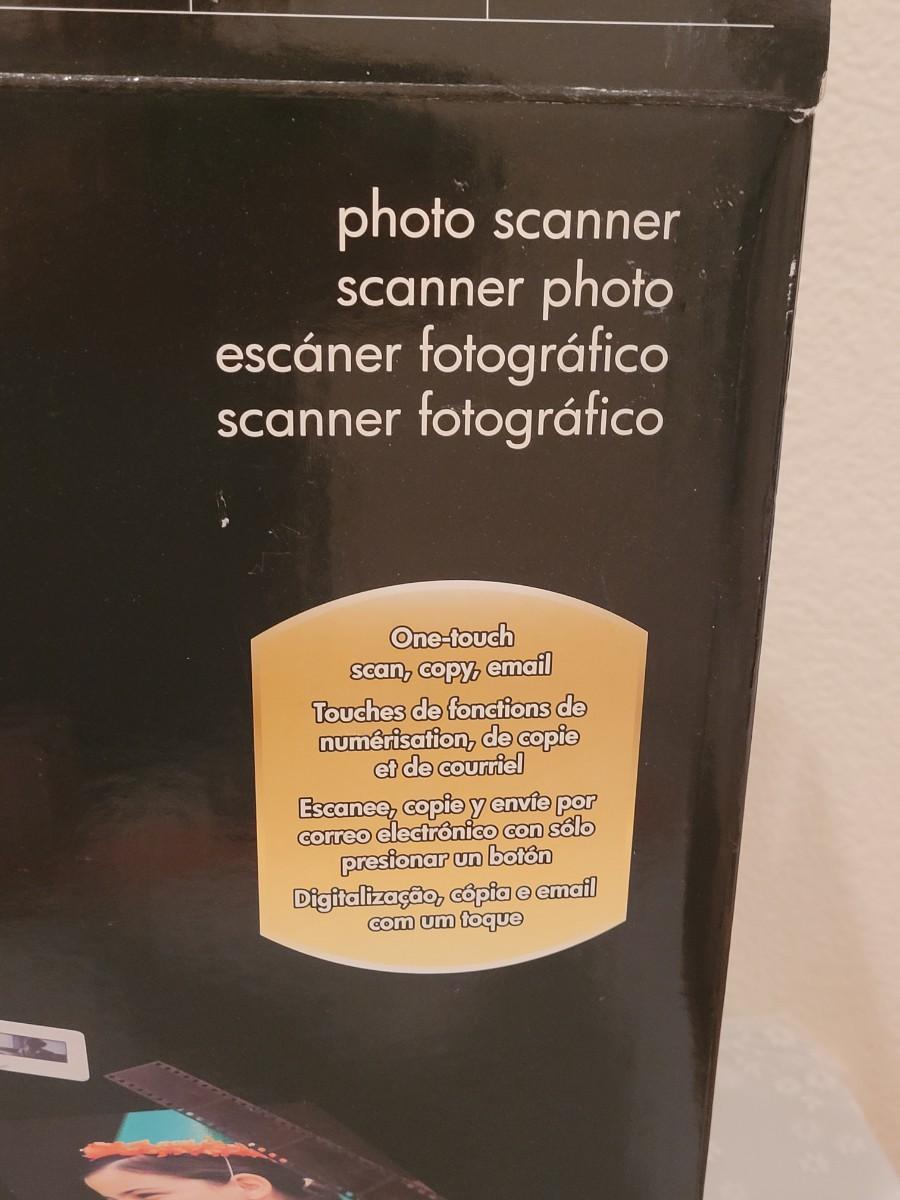 photo scanner
scanner photo
escáner fotográfico
scanner fotográfico
One-touch
scan, copy, email
Touches de fonctions de
numérisation, de copie
et de courriel
Escanee, copie y envíe por
correo electrónico con sólo
presionar un botón
Digitalização, cópia e email
com um toque